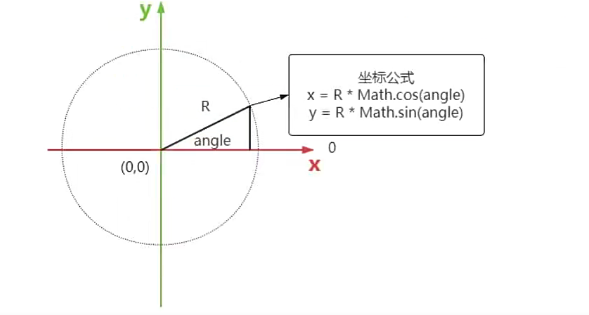 y
坐标公式
x = R * Math.cos(angle)
y = R * Math.sin(angle)
R
angle
0
(0,0)
x